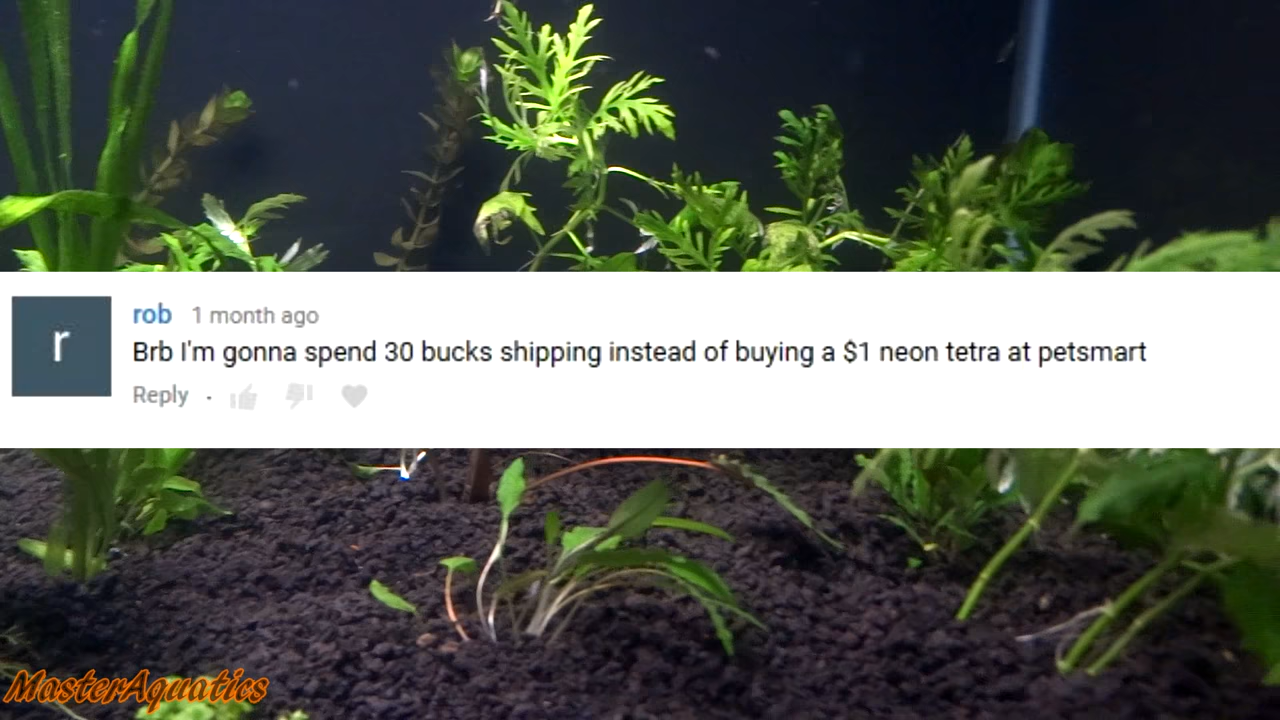 rob 1 month ago
Brb I'm gonna spend 30 bucks shipping instead of buying a $1 neon tetra at petsmart
Reply ·
MasterAquatics